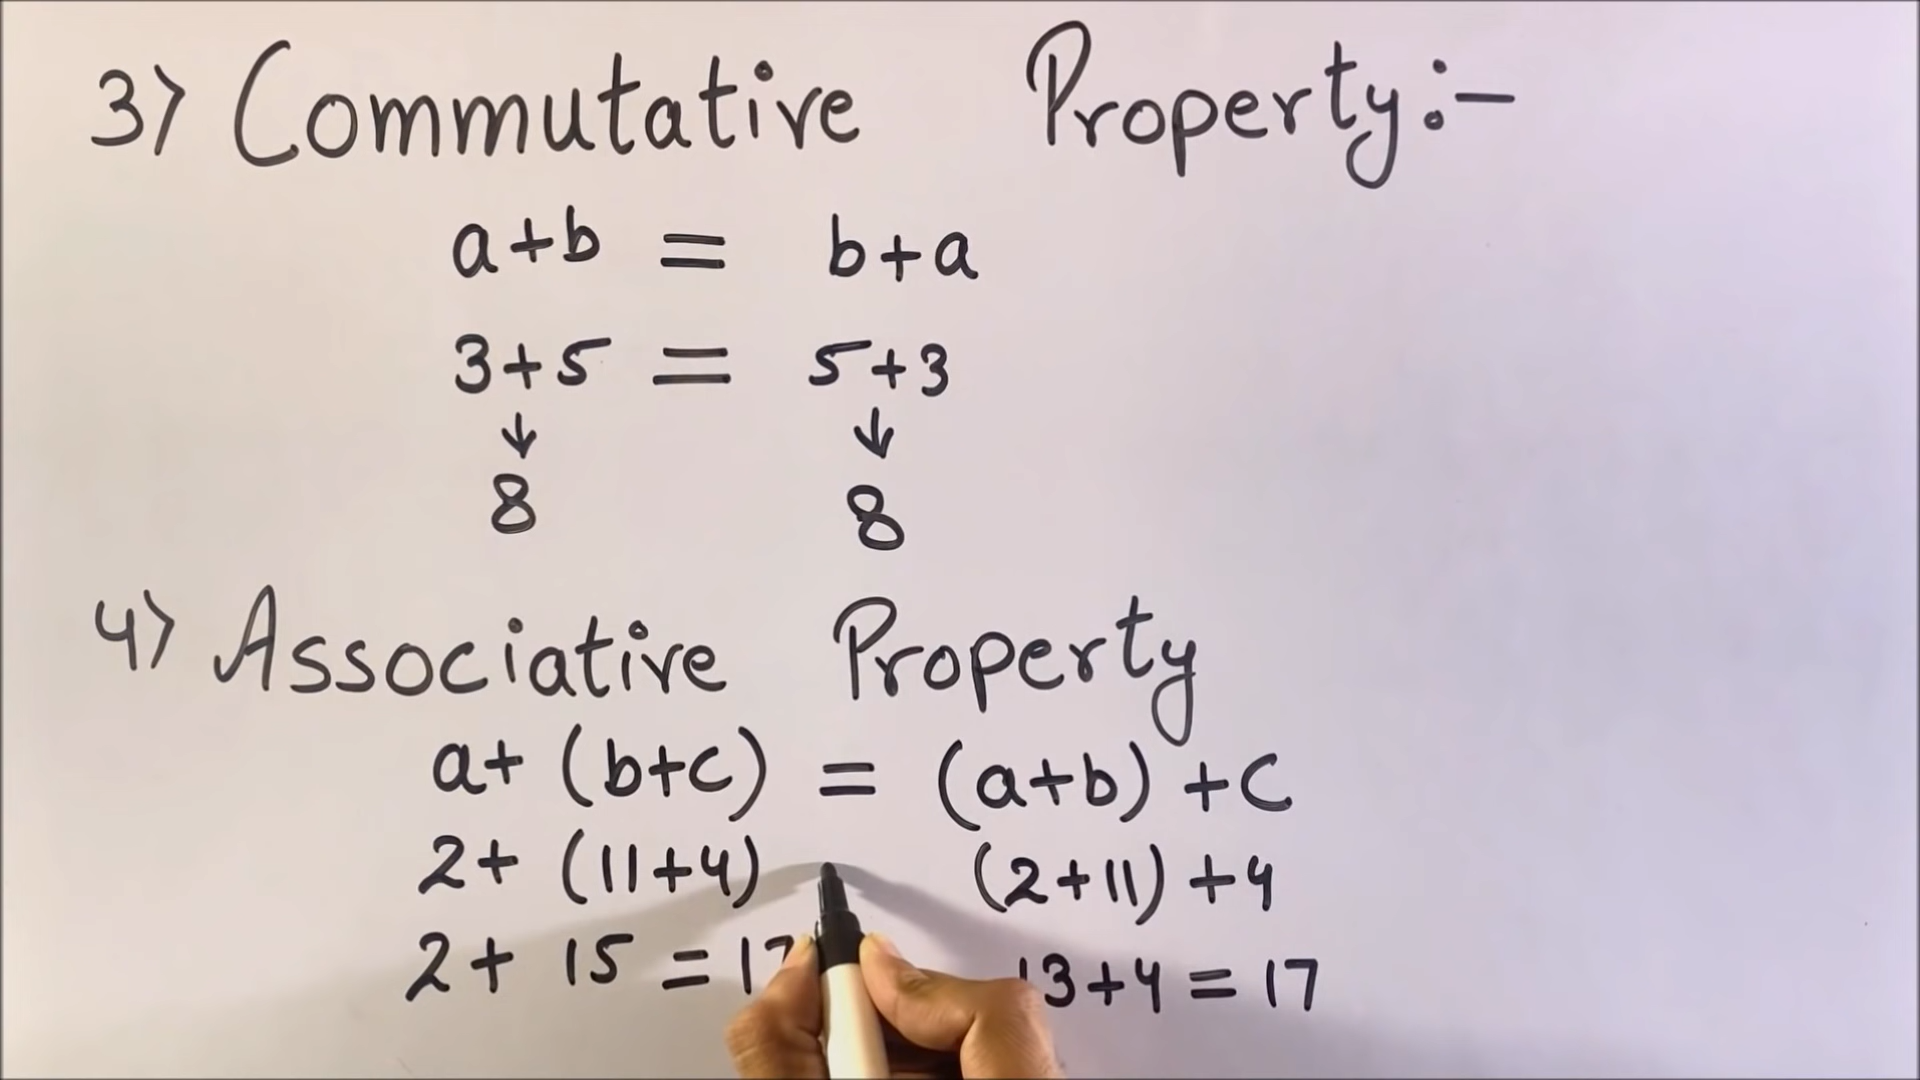 3) Commutative Property:-
a+b = b+a
3+5 = 5+3
↓ ↓
8 8
4) Associative Property
a+ (b+c) = (a+b) +c
2+ (11+4) (2+11) +4
2+ 15 = 17 13+4 = 17